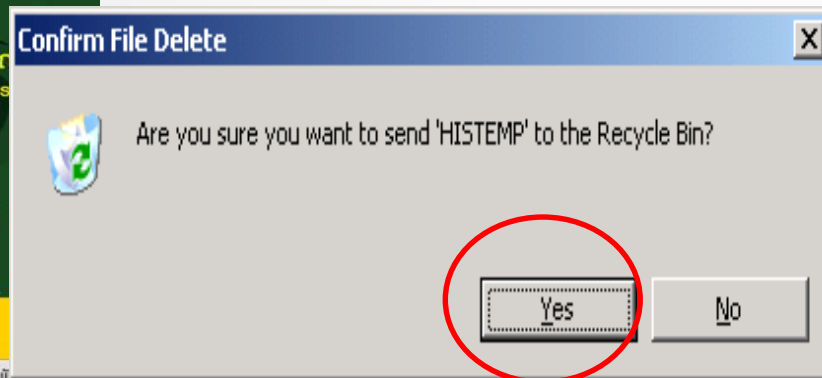 Confirm File Delete
Are you sure you want to send 'HISTEMP' to the Recycle Bin?
Yes
No